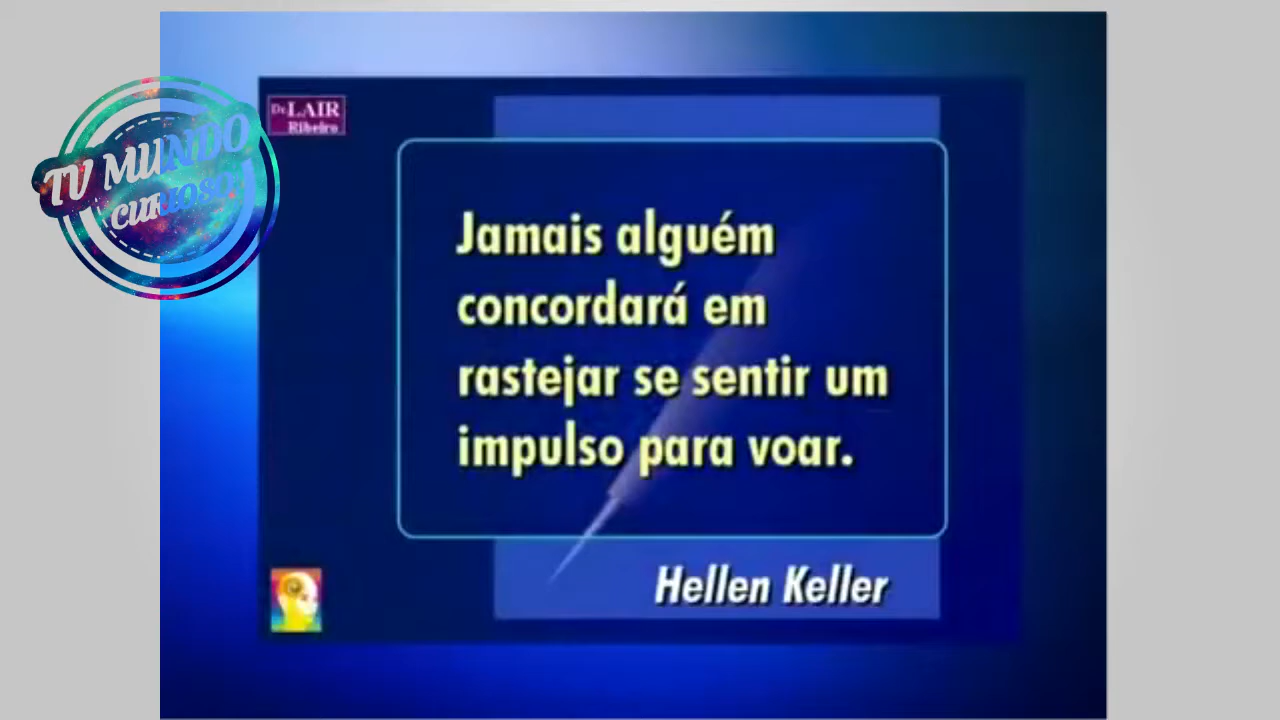 Dr. LAIR
Ribeiro
TV MUNDO
CURIOSO
Jamais alguém
concordará em
rastejar se sentir um
impulso para voar.
Hellen Keller